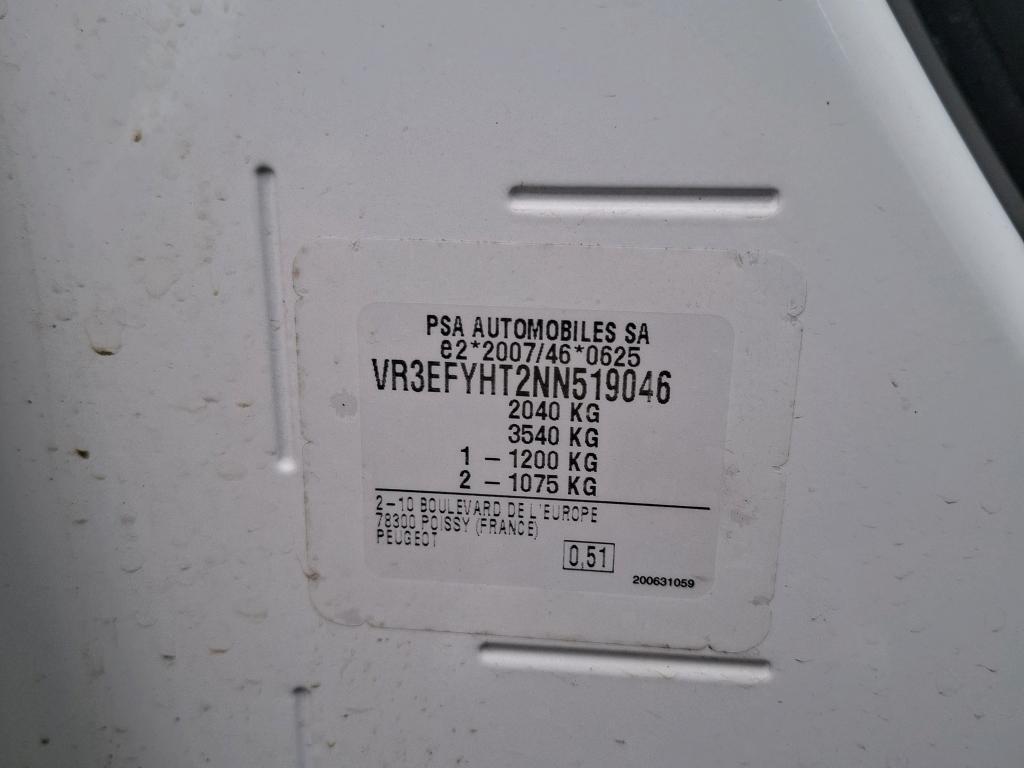 PSA AUTOMOBILES SA
e2*2007/46*0625
VR3EFYHT2NN519046
2040 KG
3540 KG
1 – 1200 KG
2 – 1075 KG
2–10 BOULEVARD DE L'EUROPE
78300 POISSY (FRANCE)
PEUGEOT
0,51
200631059